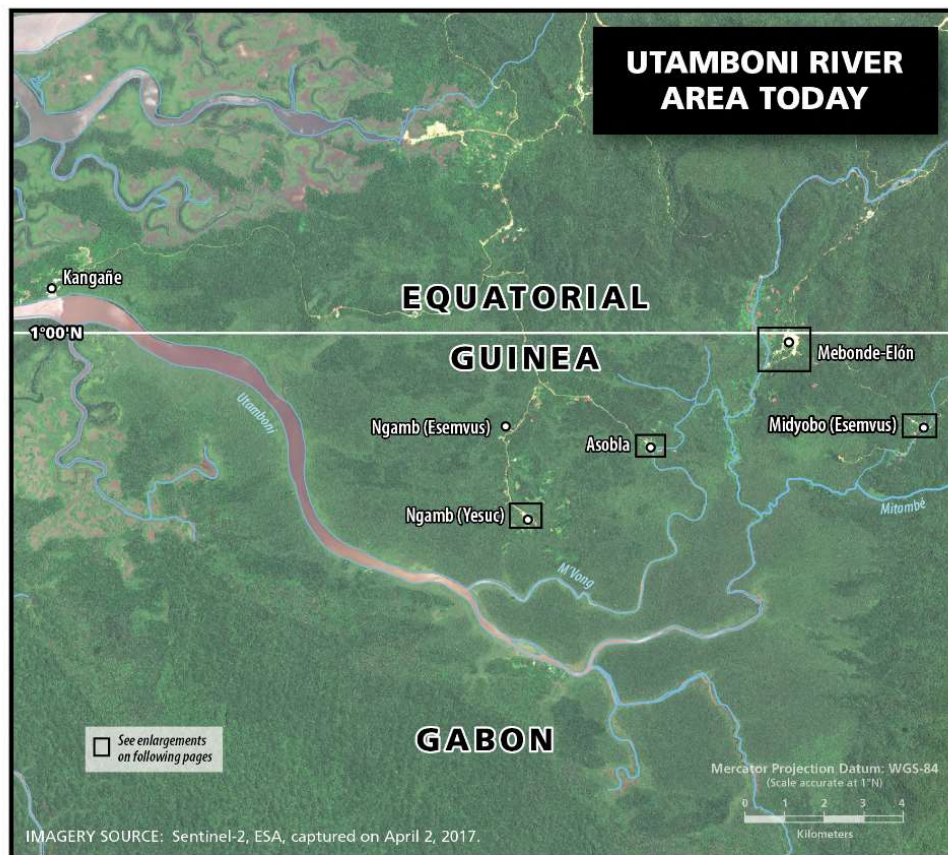 UTAMBONI RIVER
AREA TODAY
Kangañe
EQUATORIAL
1°00'N
GUINEA
Mebonde-Elón
Utamboni
Ngamb (Esemvus)
Midyobo (Esemvus)
Asobla
Mitombé
Ngamb (Yesuc)
M'Vong
GABON
See enlargements
on following pages
Mercator Projection Datum: WGS-84
(Scale accurate at 1°N)
0 1 2 3 4
Kilometers
IMAGERY SOURCE: Sentinel-2, ESA, captured on April 2, 2017.